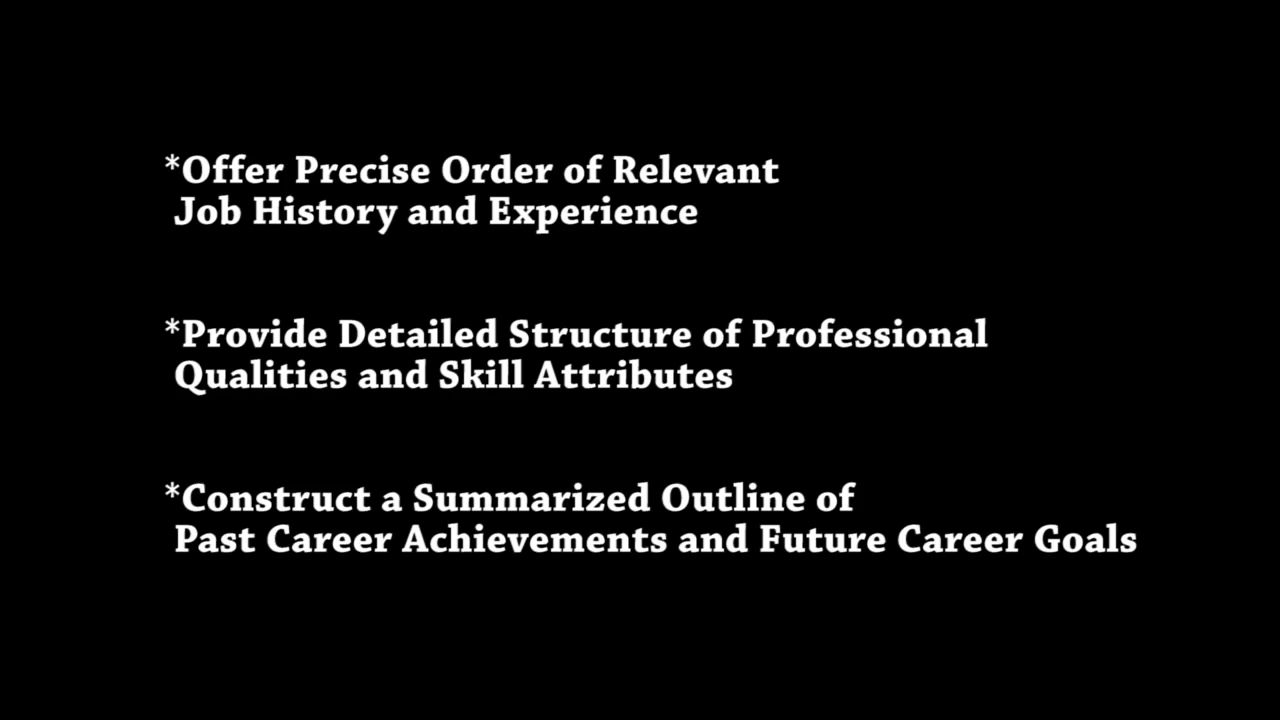 *Offer Precise Order of Relevant
Job History and Experience
*Provide Detailed Structure of Professional
Qualities and Skill Attributes
*Construct a Summarized Outline of
Past Career Achievements and Future Career Goals